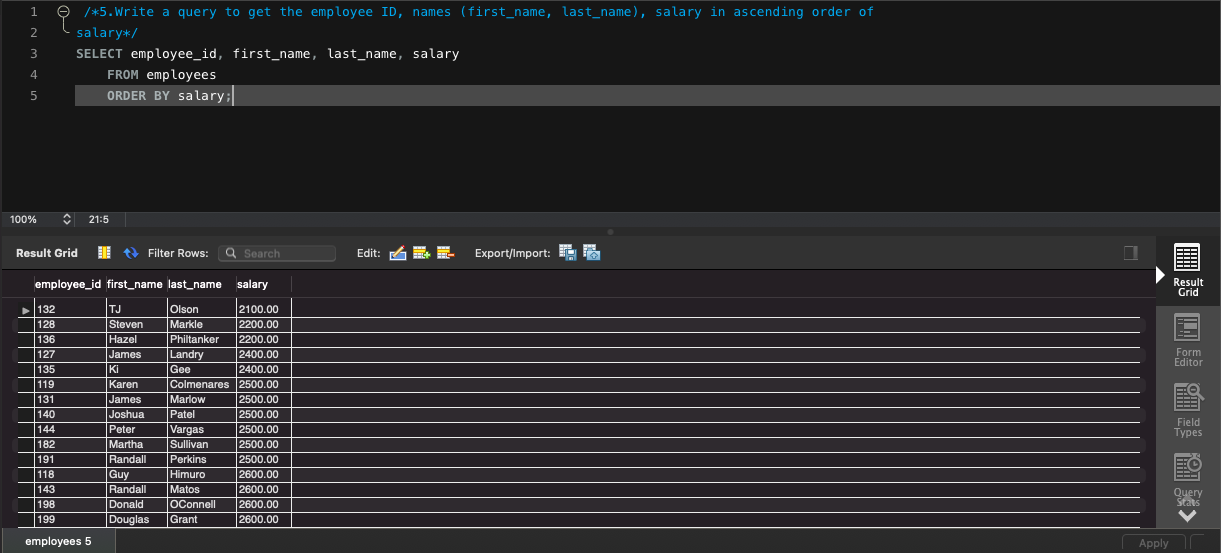 1 /*5.Write a query to get the employee ID, names (first_name, last_name), salary in ascending order of
2 salary*/
3 SELECT employee_id, first_name, last_name, salary
4 FROM employees
5 ORDER BY salary;
100% 21:5
Result Grid Filter Rows: Search Edit: Export/Import:
employee_id first_name last_name salary
132 TJ Olson 2100.00
128 Steven Markle 2200.00
136 Hazel Philtanker 2200.00
127 James Landry 2400.00
135 Ki Gee 2400.00
119 Karen Colmenares 2500.00
131 James Marlow 2500.00
140 Joshua Patel 2500.00
144 Peter Vargas 2500.00
182 Martha Sullivan 2500.00
191 Randall Perkins 2500.00
118 Guy Himuro 2600.00
143 Randall Matos 2600.00
198 Donald OConnell 2600.00
199 Douglas Grant 2600.00
Result
Grid
Form
Editor
Field
Types
Query
Stats
employees 5
Apply